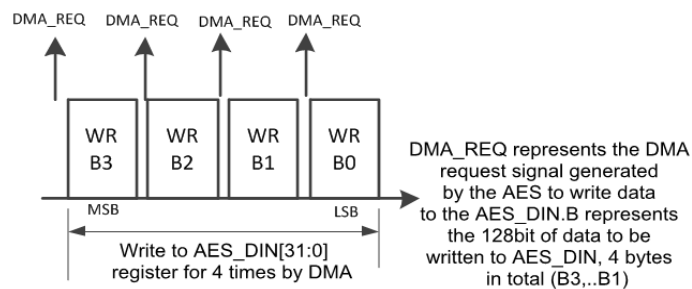 DMA_REQ DMA_REQ DMA_REQ DMA_REQ
WR WR WR WR
B3 B2 B1 B0
MSB LSB
Write to AES_DIN[31:0]
register for 4 times by DMA
DMA_REQ represents the DMA
request signal generated
by the AES to write data
to the AES_DIN.B represents
the 128bit of data to be
written to AES_DIN, 4 bytes
in total (B3,..B1)